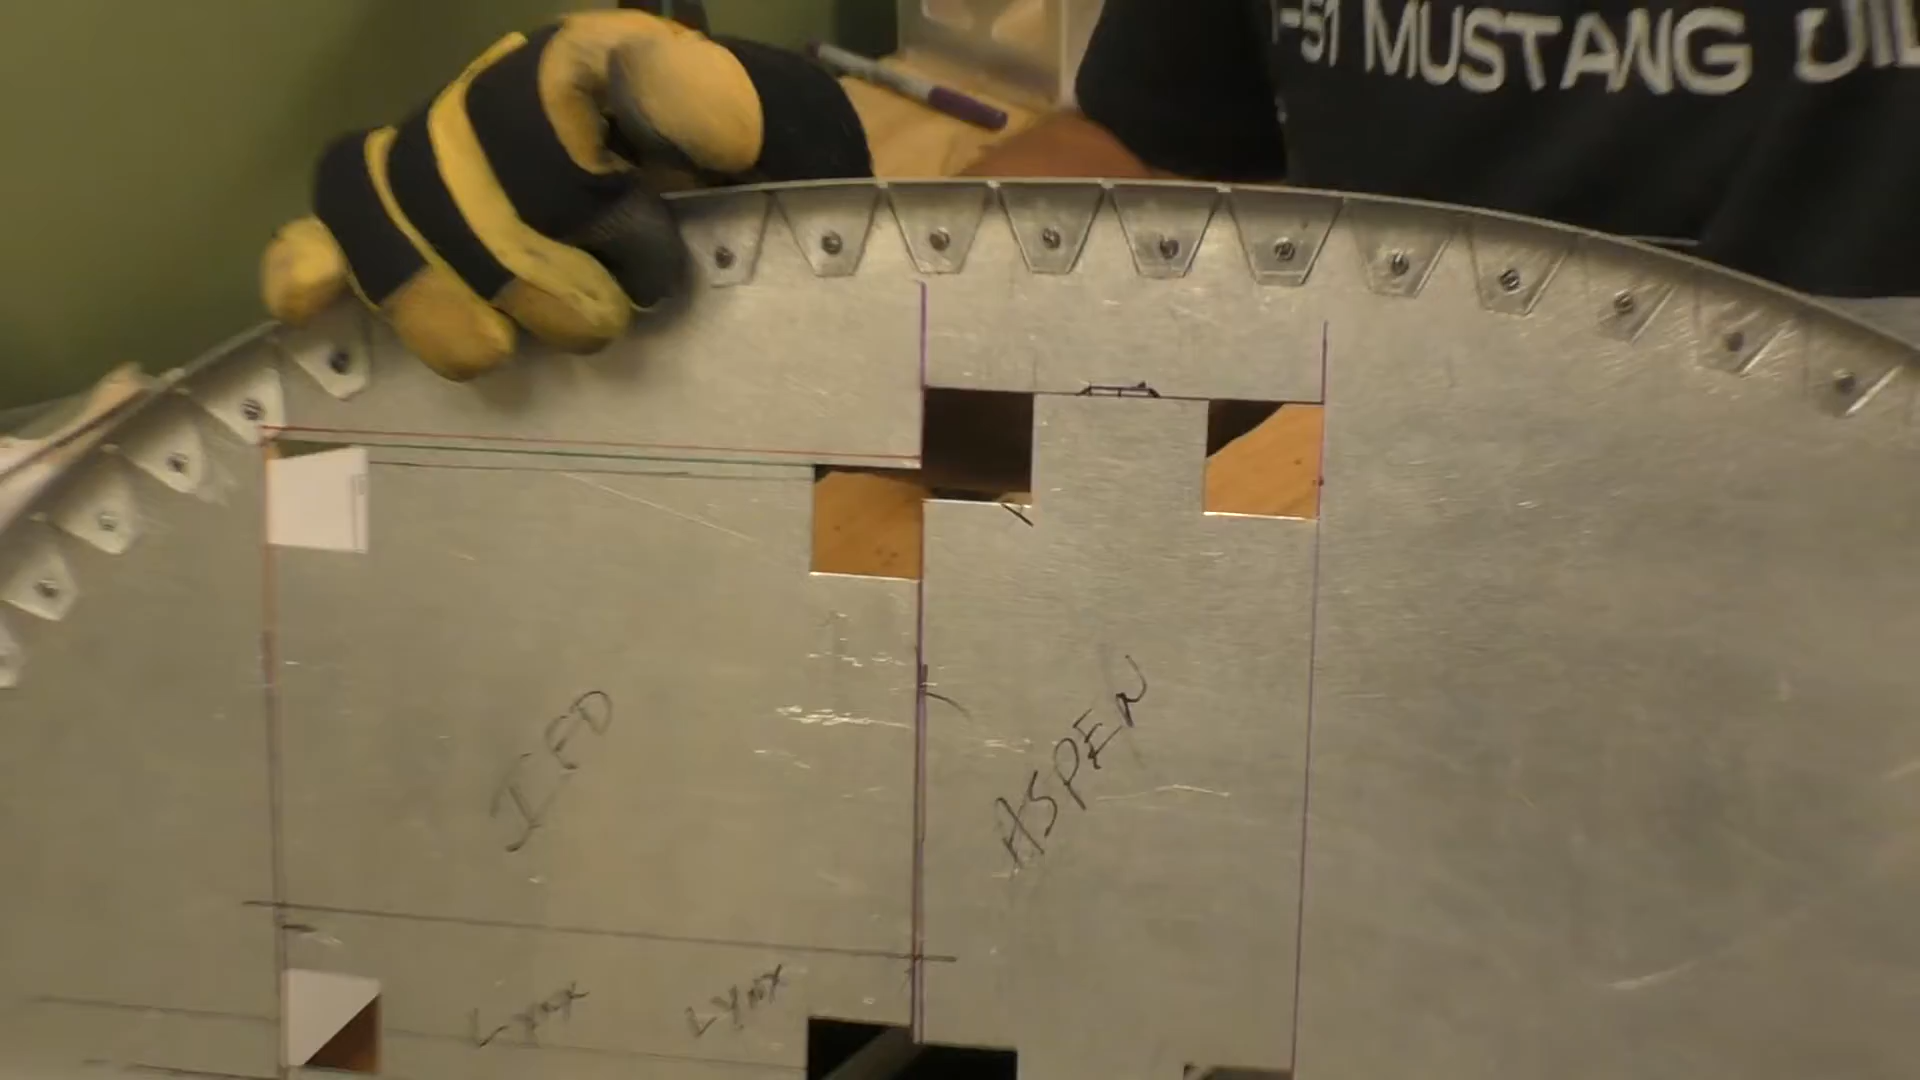 -51 MUSTANG
IFD
ASPEN
LYNX
LYNX